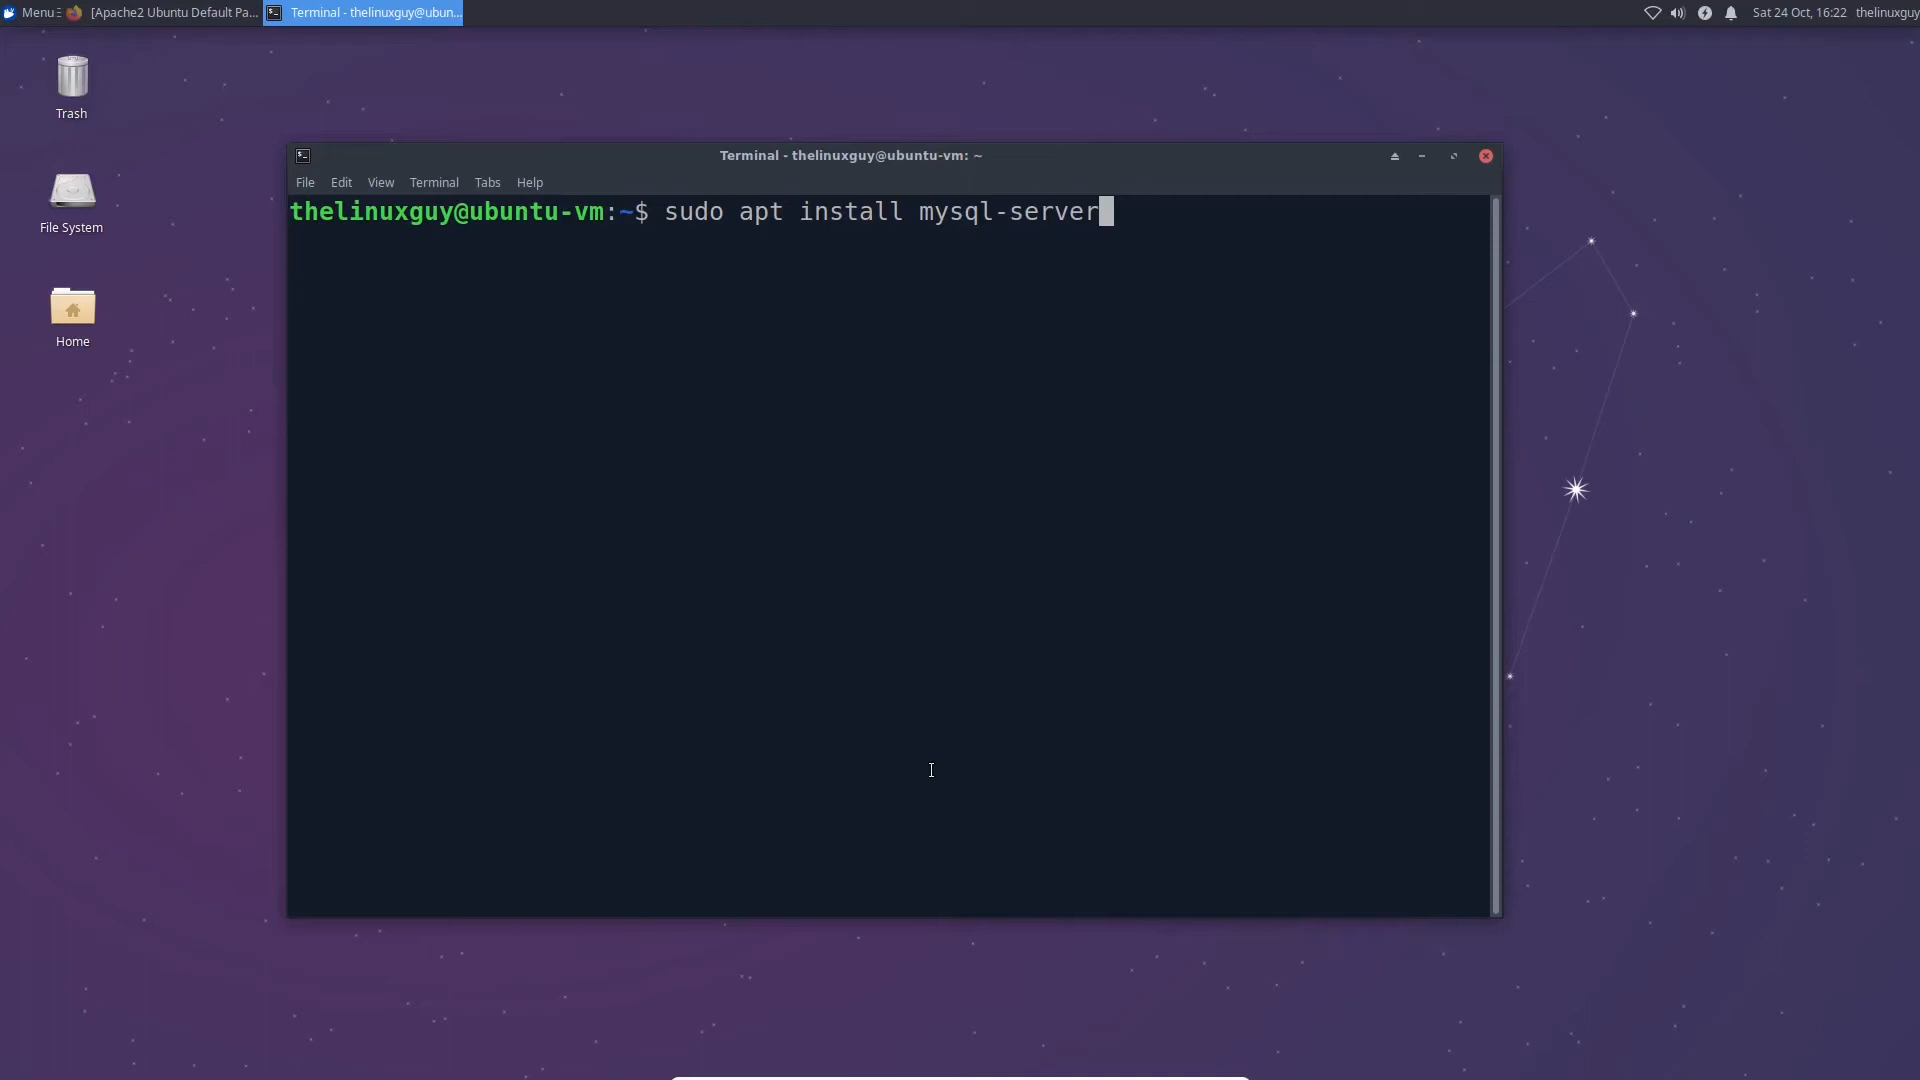 Menu [Apache2 Ubuntu Default Pa... Terminal - thelinuxguy@ubun... Sat 24 Oct, 16:22 thelinuxguy
Trash
File System
Home
Terminal - thelinuxguy@ubuntu-vm: ~
File Edit View Terminal Tabs Help
thelinuxguy@ubuntu-vm:~$ sudo apt install mysql-server